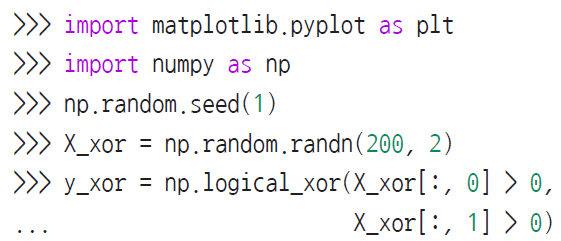 >>> import matplotlib.pyplot as plt
>>> import numpy as np
>>> np.random.seed(1)
>>> X_xor = np.random.randn(200, 2)
>>> y_xor = np.logical_xor(X_xor[:, 0] > 0,
...                        X_xor[:, 1] > 0)